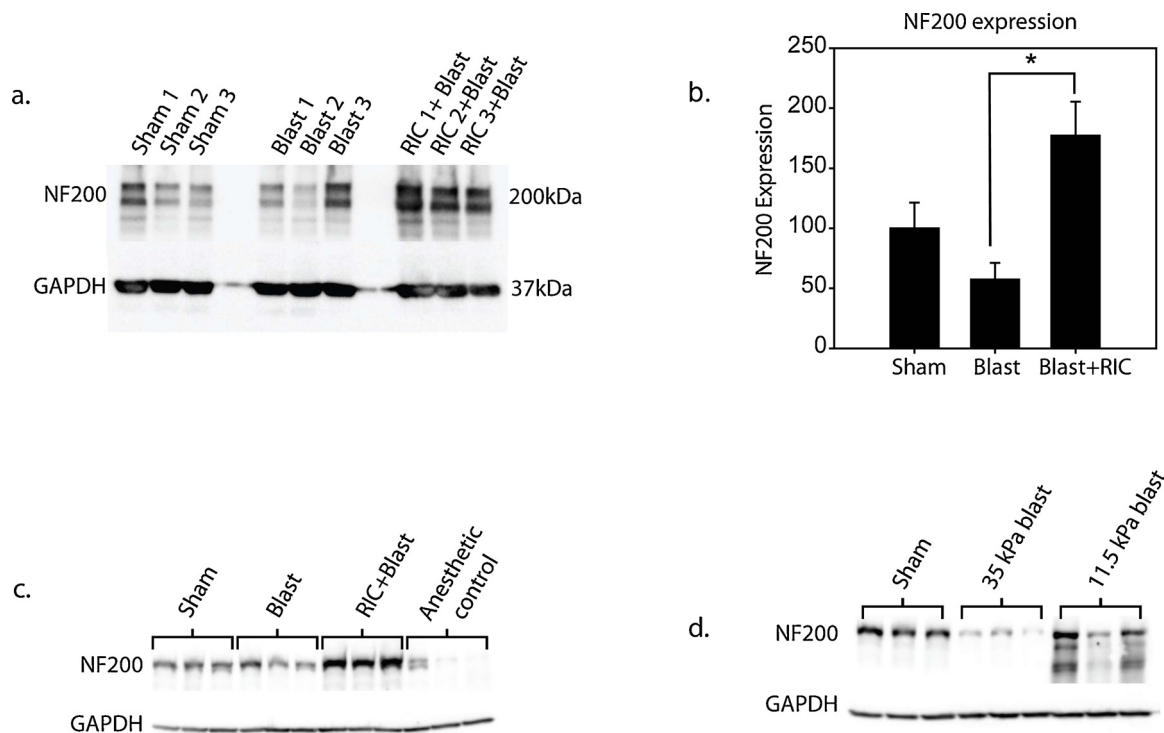 a.
Sham 1
Sham 2
Sham 3
Blast 1
Blast 2
Blast 3
RIC 1+ Blast
RIC 2+Blast
RIC 3+Blast
NF200
200kDa
GAPDH
37kDa
b.
NF200 expression
NF200 Expression
250
200
150
100
50
0
*
Sham
Blast
Blast+RIC
c.
Sham
Blast
RIC+Blast
Anesthetic
control
NF200
GAPDH
d.
Sham
35 kPa blast
11.5 kPa blast
NF200
GAPDH